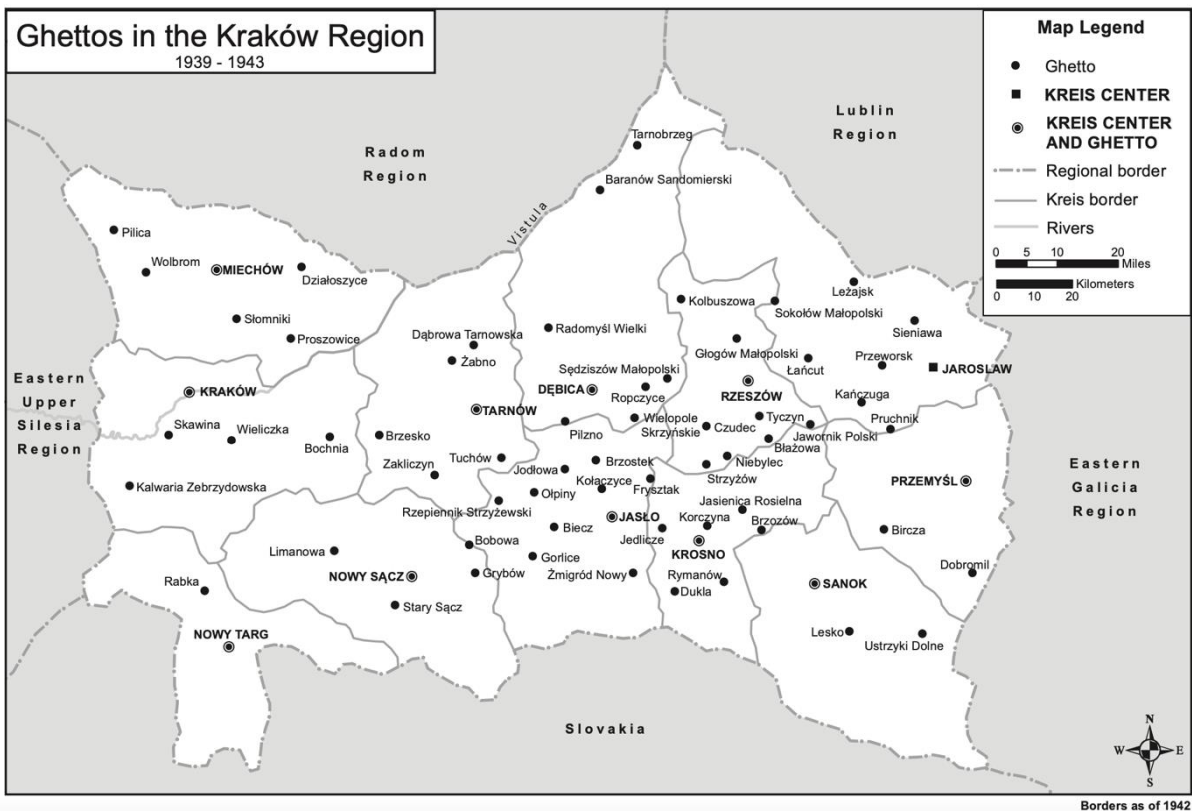 Ghettos in the Kraków Region
1939 - 1943
Map Legend
Ghetto
KREIS CENTER
KREIS CENTER
AND GHETTO
Regional border
Kreis border
Rivers
0 5 10 20
Miles
Kilometers
0 10 20
Radom
Region
Lublin
Region
Eastern
Upper
Silesia
Region
Eastern
Galicia
Region
Slovakia
Vistula
Tarnobrzeg
Baranów Sandomierski
Pilica
Wolbrom
MIECHÓW
Działoszyce
Słomniki
Proszowice
Kolbuszowa
Leżajsk
Sokołów Małopolski
Sieniawa
Radomyśl Wielki
Dąbrowa Tarnowska
Żabno
Głogów Małopolski
Łańcut
Przeworsk
JAROSLAW
Sędziszów Małopolski
DĘBICA
Ropczyce
RZESZÓW
Kańczuga
KRAKÓW
TARNÓW
Pilzno
Wielopole
Skrzyńskie
Czudec
Tyczyn
Pruchnik
Jawornik Polski
Błażowa
Skawina
Wieliczka
Bochnia
Brzesko
Zakliczyn
Tuchów
Jodłowa
Brzostek
Niebylec
Strzyżów
Kołaczyce
Frysztak
PRZEMYŚL
Kalwaria Zebrzydowska
Ołpiny
Rzepiennik Strzyżewski
Jasienica Rosielna
JASŁO
Korczyna
Brzozów
Biecz
Jedlicze
Bircza
KROSNO
Bobowa
Limanowa
Gorlice
Dobromil
NOWY SĄCZ
Grybów
Żmigród Nowy
Rymanów
SANOK
Rabka
Dukla
Stary Sącz
Lesko
Ustrzyki Dolne
NOWY TARG
N
W
E
S
Borders as of 1942